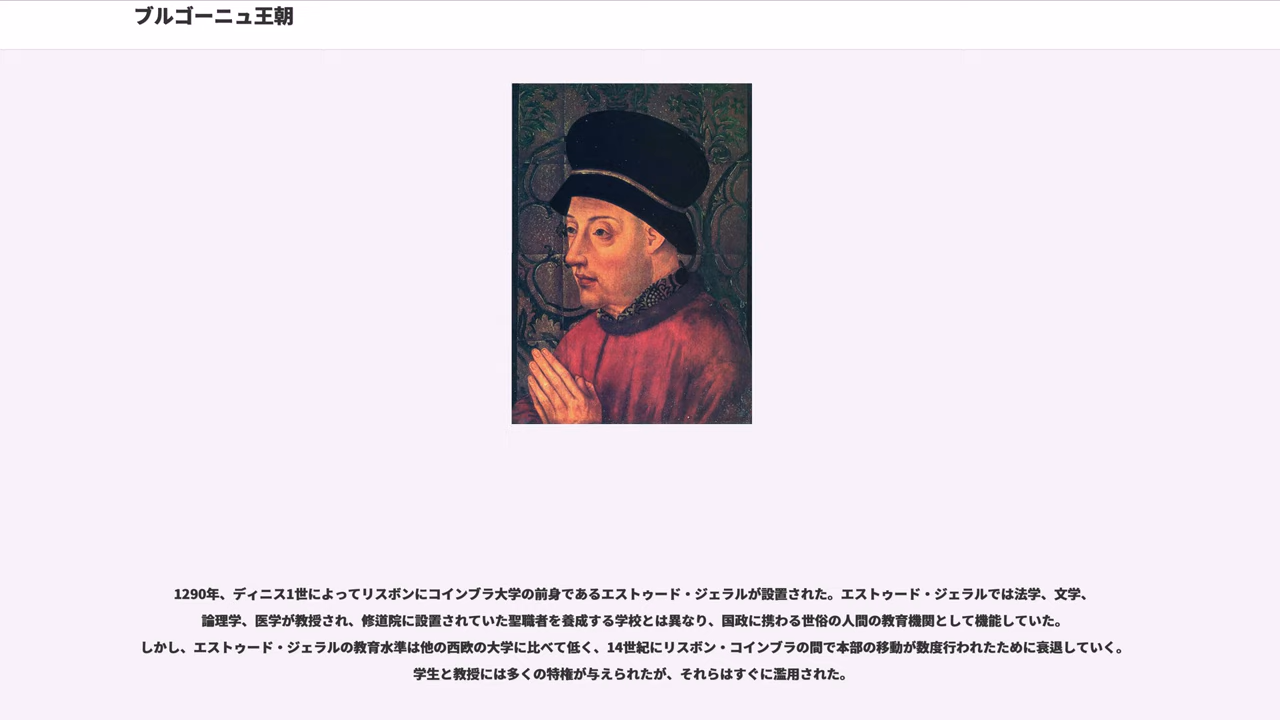 ブルゴーニュ王朝
1290年、ディニス1世によってリスボンにコインブラ大学の前身であるエストゥード・ジェラルが設置された。エストゥード・ジェラルでは法学、文学、
論理学、医学が教授され、修道院に設置されていた聖職者を養成する学校とは異なり、国政に携わる世俗の人間の教育機関として機能していた。
しかし、エストゥード・ジェラルの教育水準は他の西欧の大学に比べて低く、14世紀にリスボン・コインブラの間で本部の移動が数度行われたために衰退していく。
学生と教授には多くの特権が与えられたが、それらはすぐに濫用された。